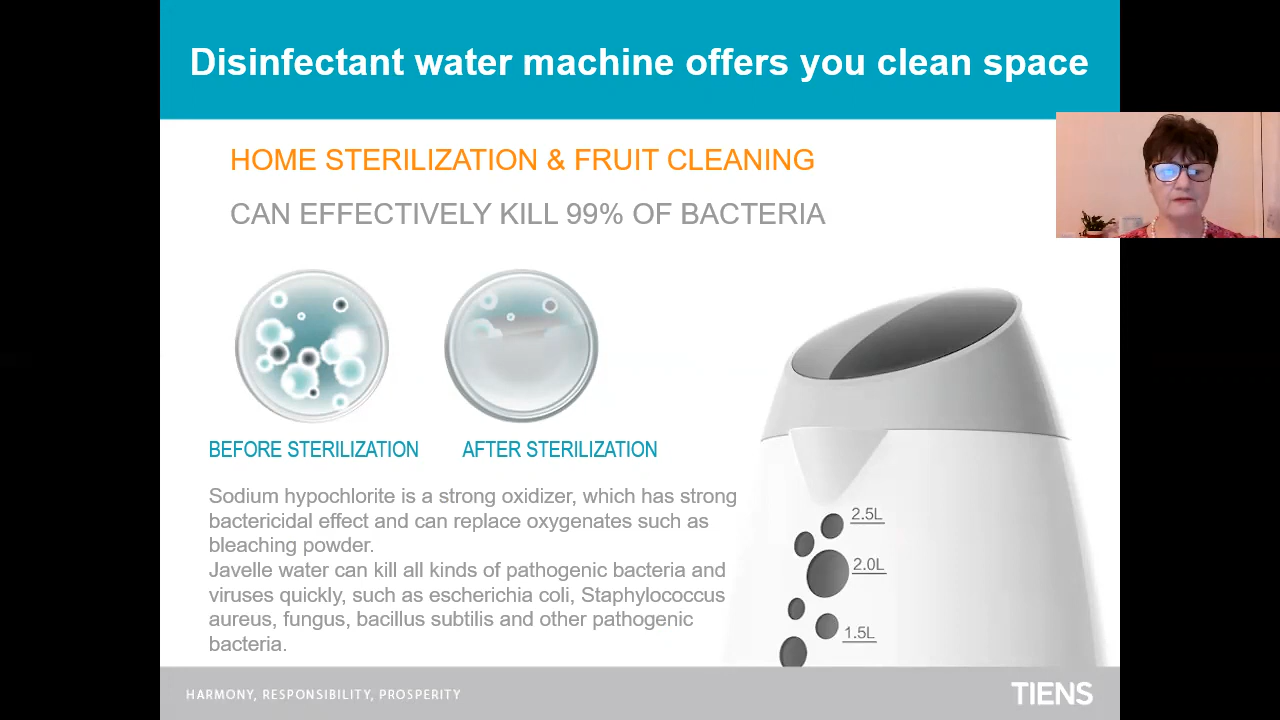 Disinfectant water machine offers you clean space
HOME STERILIZATION & FRUIT CLEANING
CAN EFFECTIVELY KILL 99% OF BACTERIA
BEFORE STERILIZATION
AFTER STERILIZATION
Sodium hypochlorite is a strong oxidizer, which has strong
bactericidal effect and can replace oxygenates such as
bleaching powder.
Javelle water can kill all kinds of pathogenic bacteria and
viruses quickly, such as escherichia coli, Staphylococcus
aureus, fungus, bacillus subtilis and other pathogenic
bacteria.
2.5L
2.0L
1.5L
HARMONY, RESPONSIBILITY, PROSPERITY
TIENS